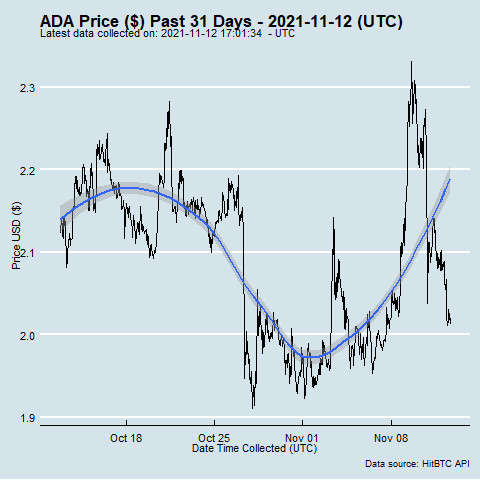 ADA Price ($) Past 31 Days - 2021-11-12 (UTC)
Latest data collected on: 2021-11-12 17:01:34 - UTC
2.3
2.2
2.1
2.0
1.9
Price USD ($)
Oct 18 Oct 25 Nov 01 Nov 08
Date Time Collected (UTC)
Data source: HitBTC API